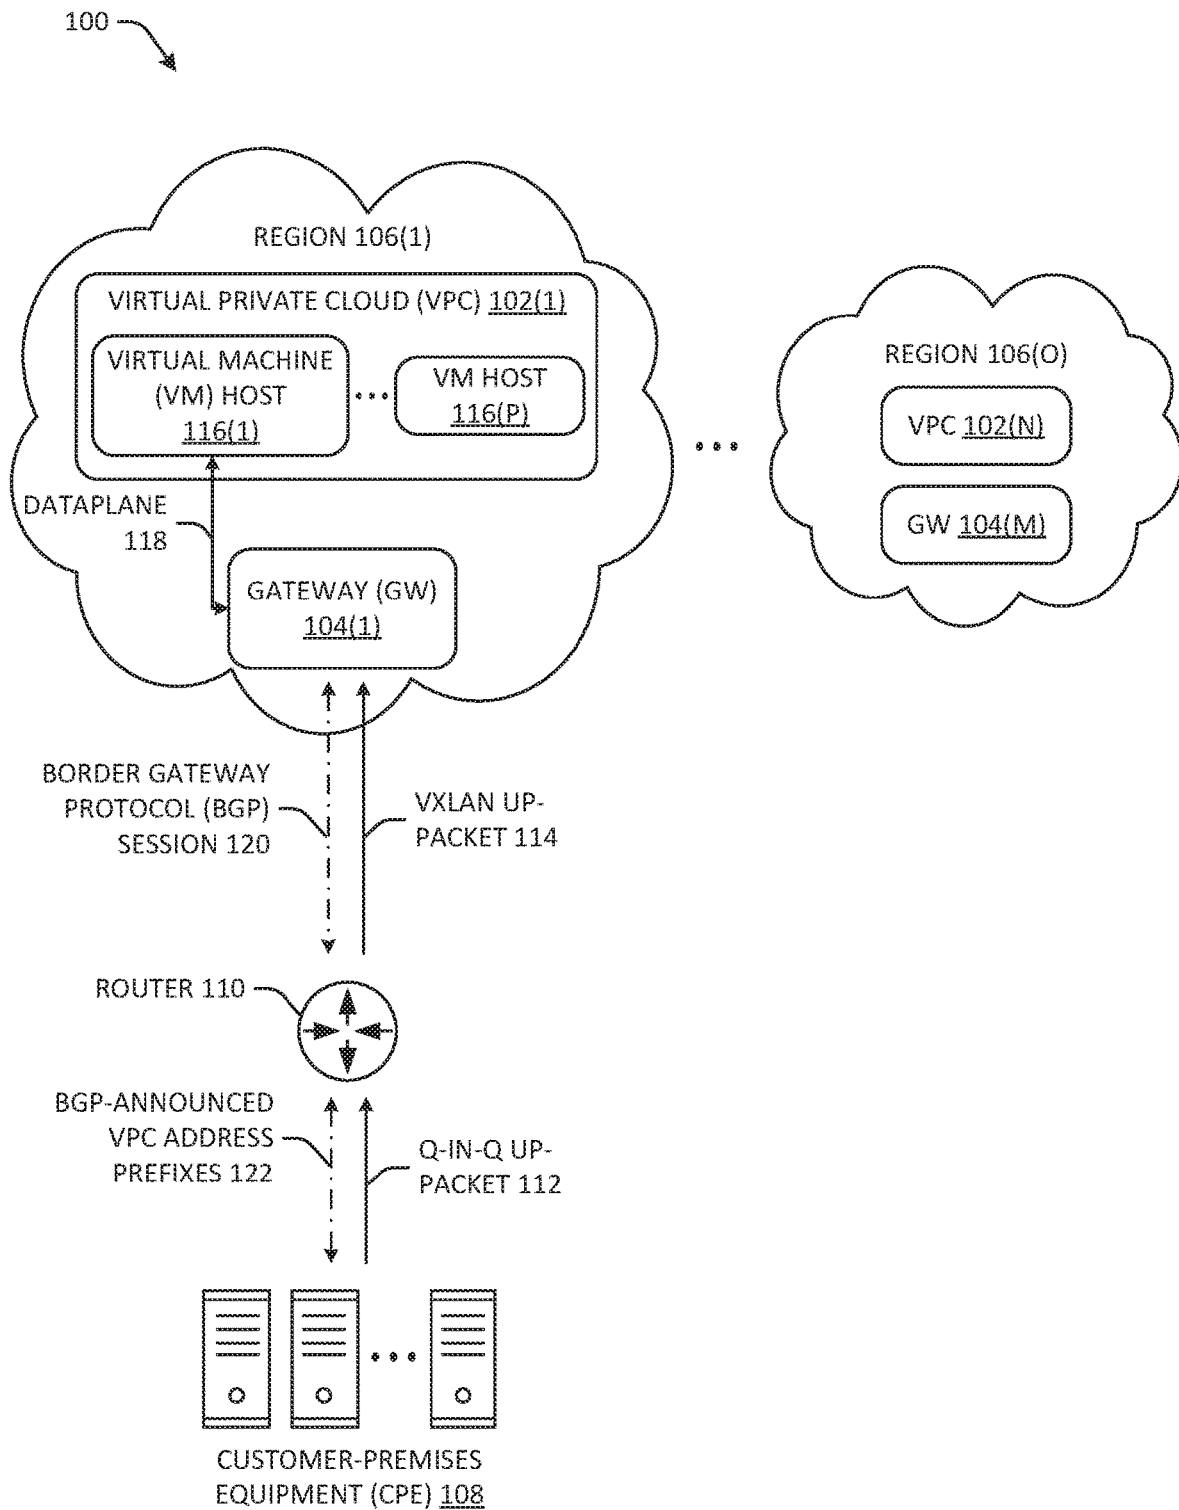 100
REGION 106(1)
VIRTUAL PRIVATE CLOUD (VPC) 102(1)
VIRTUAL MACHINE
(VM) HOST
116(1)
VM HOST
116(P)
DATAPLANE
118
GATEWAY (GW)
104(1)
REGION 106(O)
VPC 102(N)
GW 104(M)
BORDER GATEWAY
PROTOCOL (BGP)
SESSION 120
VXLAN UP-
PACKET 114
ROUTER 110
BGP-ANNOUNCED
VPC ADDRESS
PREFIXES 122
Q-IN-Q UP-
PACKET 112
CUSTOMER-PREMISES
EQUIPMENT (CPE) 108